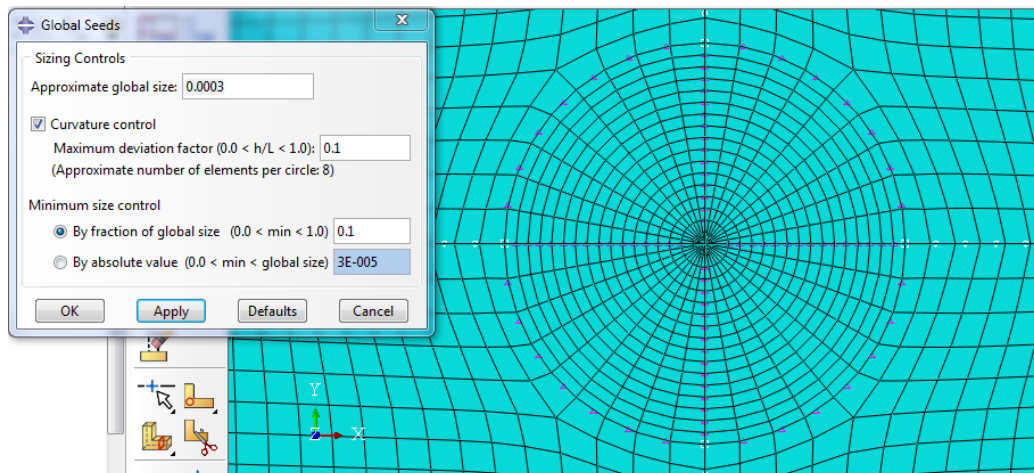 Global Seeds
Sizing Controls
Approximate global size: 0.0003
Curvature control
Maximum deviation factor (0.0 < h/L < 1.0): 0.1
(Approximate number of elements per circle: 8)
Minimum size control
By fraction of global size (0.0 < min < 1.0) 0.1
By absolute value (0.0 < min < global size) 3E-005
OK Apply Defaults Cancel
Y
Z X